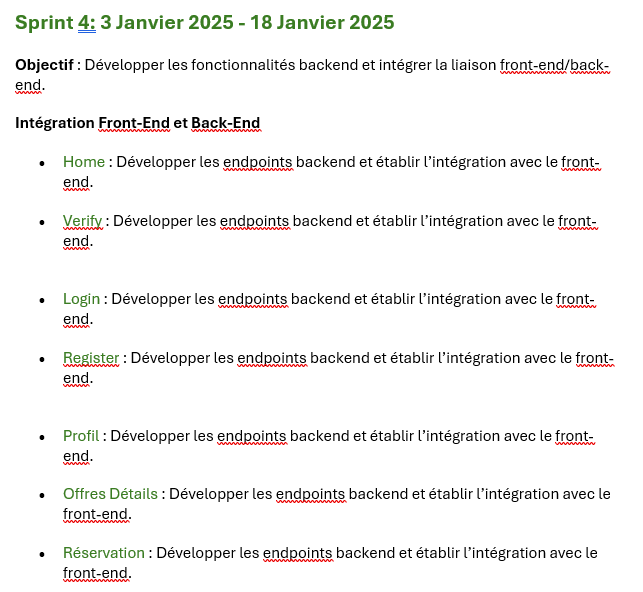 Sprint 4: 3 Janvier 2025 - 18 Janvier 2025
Objectif : Développer les fonctionnalités backend et intégrer la liaison front-end/back-
end.
Intégration Front-End et Back-End
• Home : Développer les endpoints backend et établir l’intégration avec le front-
end.
• Verify : Développer les endpoints backend et établir l’intégration avec le front-
end.
• Login : Développer les endpoints backend et établir l’intégration avec le front-
end.
• Register : Développer les endpoints backend et établir l’intégration avec le front-
end.
• Profil : Développer les endpoints backend et établir l’intégration avec le front-
end.
• Offres Détails : Développer les endpoints backend et établir l’intégration avec le
front-end.
• Réservation : Développer les endpoints backend et établir l’intégration avec le
front-end.